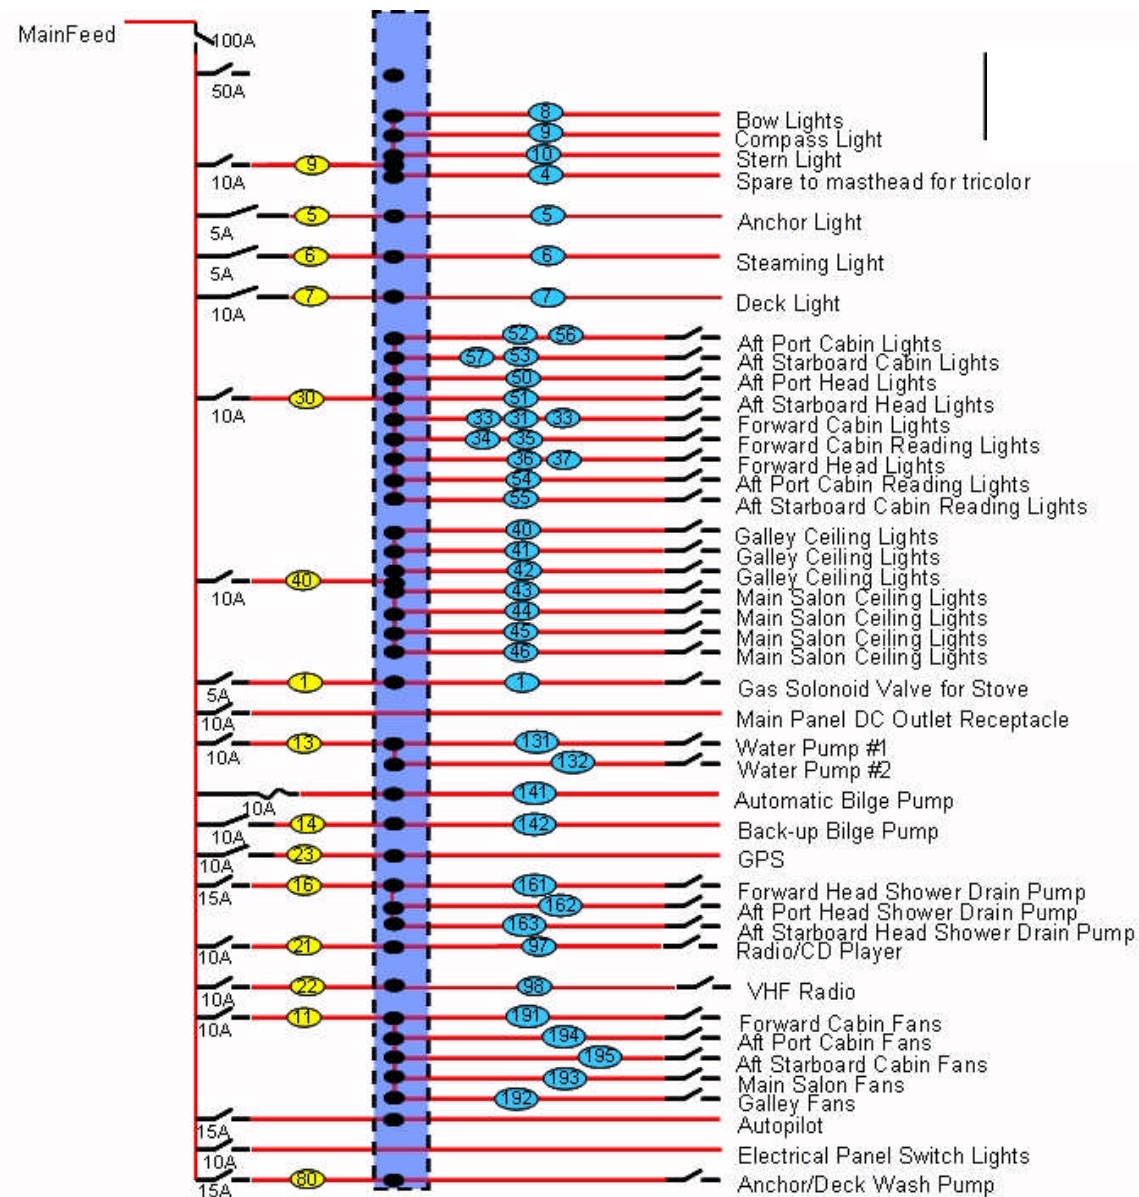 MainFeed
100A
50A
8 Bow Lights
9 Compass Light
10 Stern Light
10A 9
4 Spare to masthead for tricolor
5A 5 5 Anchor Light
5A 6 6 Steaming Light
10A 7 7 Deck Light
52 56 Aft Port Cabin Lights
57 53 Aft Starboard Cabin Lights
50 Aft Port Head Lights
10A 30 51 Aft Starboard Head Lights
33 31 33 Forward Cabin Lights
34 35 Forward Cabin Reading Lights
36 37 Forward Head Lights
54 Aft Port Cabin Reading Lights
55 Aft Starboard Cabin Reading Lights
40 Galley Ceiling Lights
41 Galley Ceiling Lights
42 Galley Ceiling Lights
10A 40
43 Main Salon Ceiling Lights
44 Main Salon Ceiling Lights
45 Main Salon Ceiling Lights
46 Main Salon Ceiling Lights
5A 1 1 Gas Solonoid Valve for Stove
10A Main Panel DC Outlet Receptacle
10A 13 131 Water Pump #1
132 Water Pump #2
10A 141 Automatic Bilge Pump
10A 14 142 Back-up Bilge Pump
10A 23 GPS
15A 16 161 Forward Head Shower Drain Pump
162 Aft Port Head Shower Drain Pump
163 Aft Starboard Head Shower Drain Pump
10A 21 97 Radio/CD Player
10A 22 98 VHF Radio
10A 11 191 Forward Cabin Fans
194 Aft Port Cabin Fans
195 Aft Starboard Cabin Fans
193 Main Salon Fans
192 Galley Fans
15A Autopilot
10A Electrical Panel Switch Lights
15A 80 Anchor/Deck Wash Pump